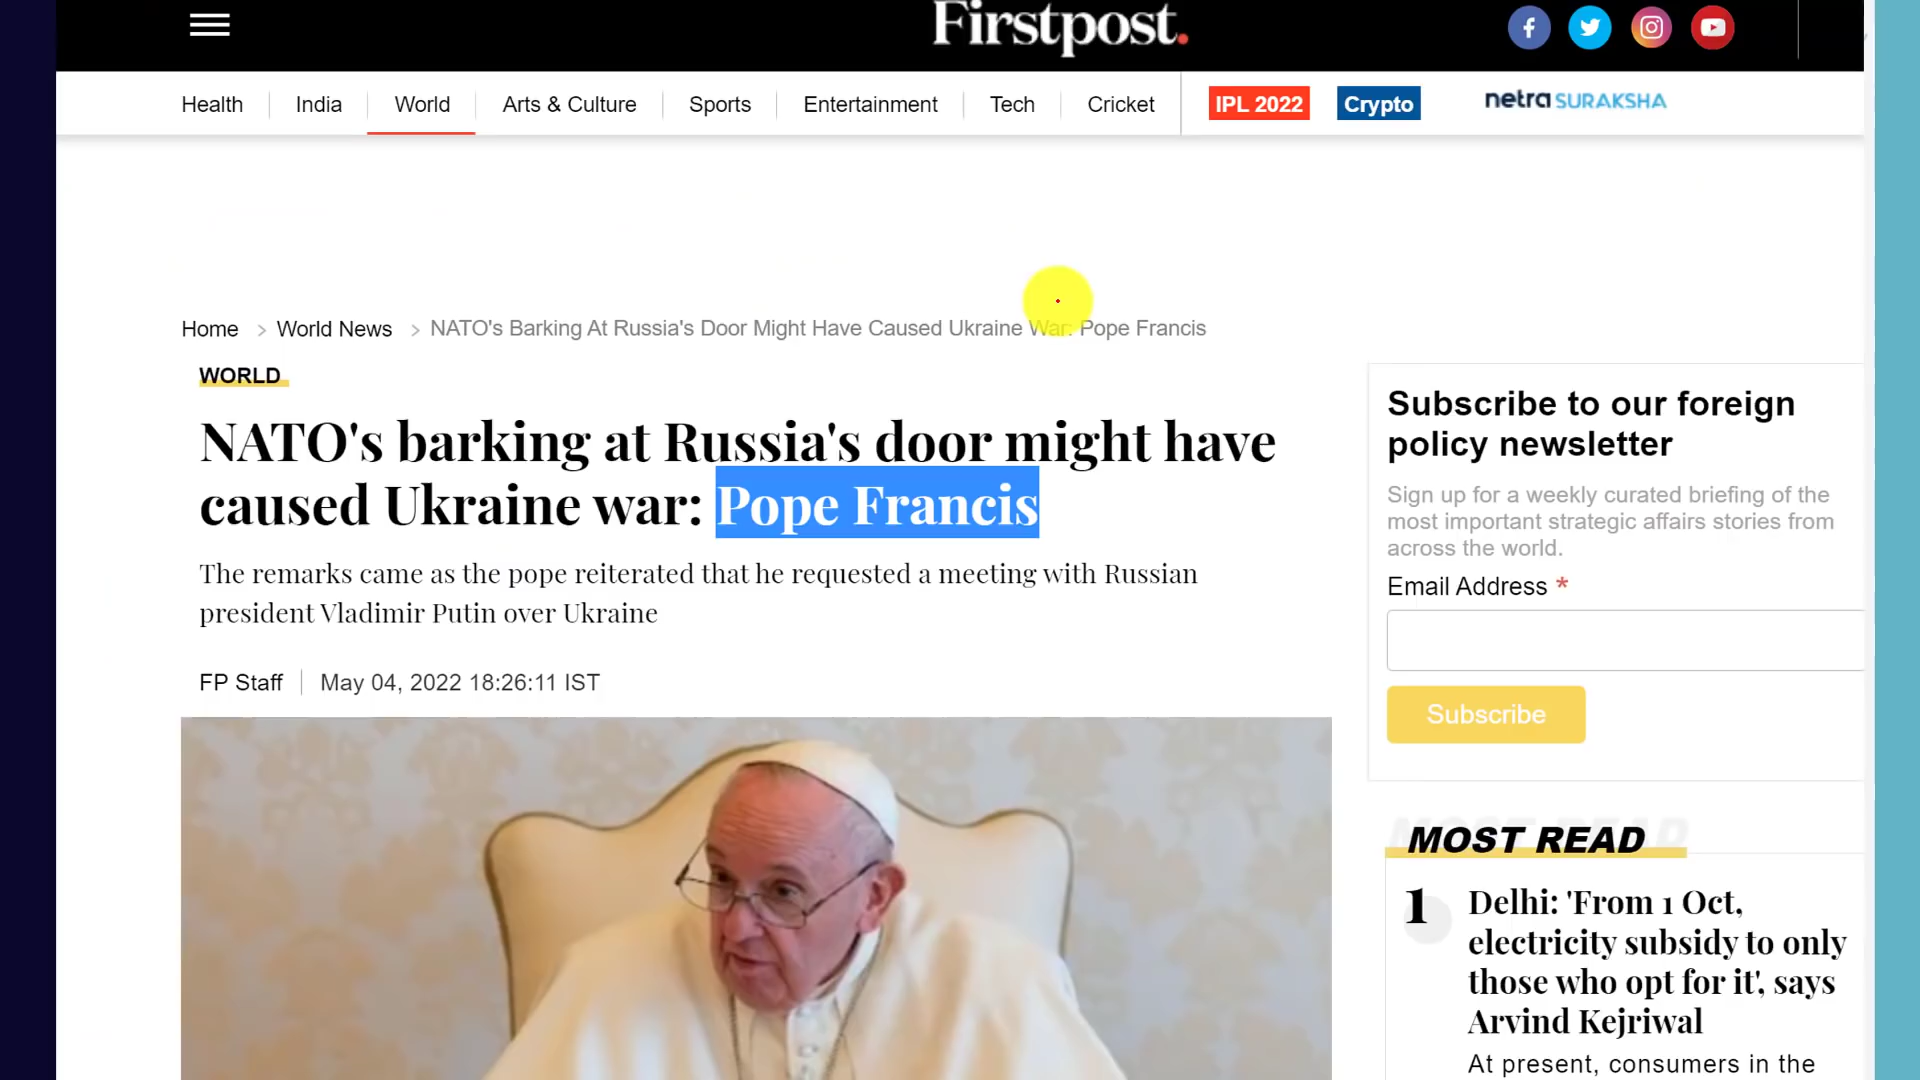 Firstpost.
Health India World Arts & Culture Sports Entertainment Tech Cricket IPL 2022 Crypto netra SURAKSHA
Home > World News > NATO's Barking At Russia's Door Might Have Caused Ukraine War: Pope Francis
WORLD
NATO's barking at Russia's door might have
caused Ukraine war: Pope Francis
The remarks came as the pope reiterated that he requested a meeting with Russian
president Vladimir Putin over Ukraine
FP Staff | May 04, 2022 18:26:11 IST
Subscribe to our foreign
policy newsletter
Sign up for a weekly curated briefing of the
most important strategic affairs stories from
across the world.
Email Address *
Subscribe
MOST READ
1 Delhi: 'From 1 Oct,
electricity subsidy to only
those who opt for it', says
Arvind Kejriwal
At present, consumers in the